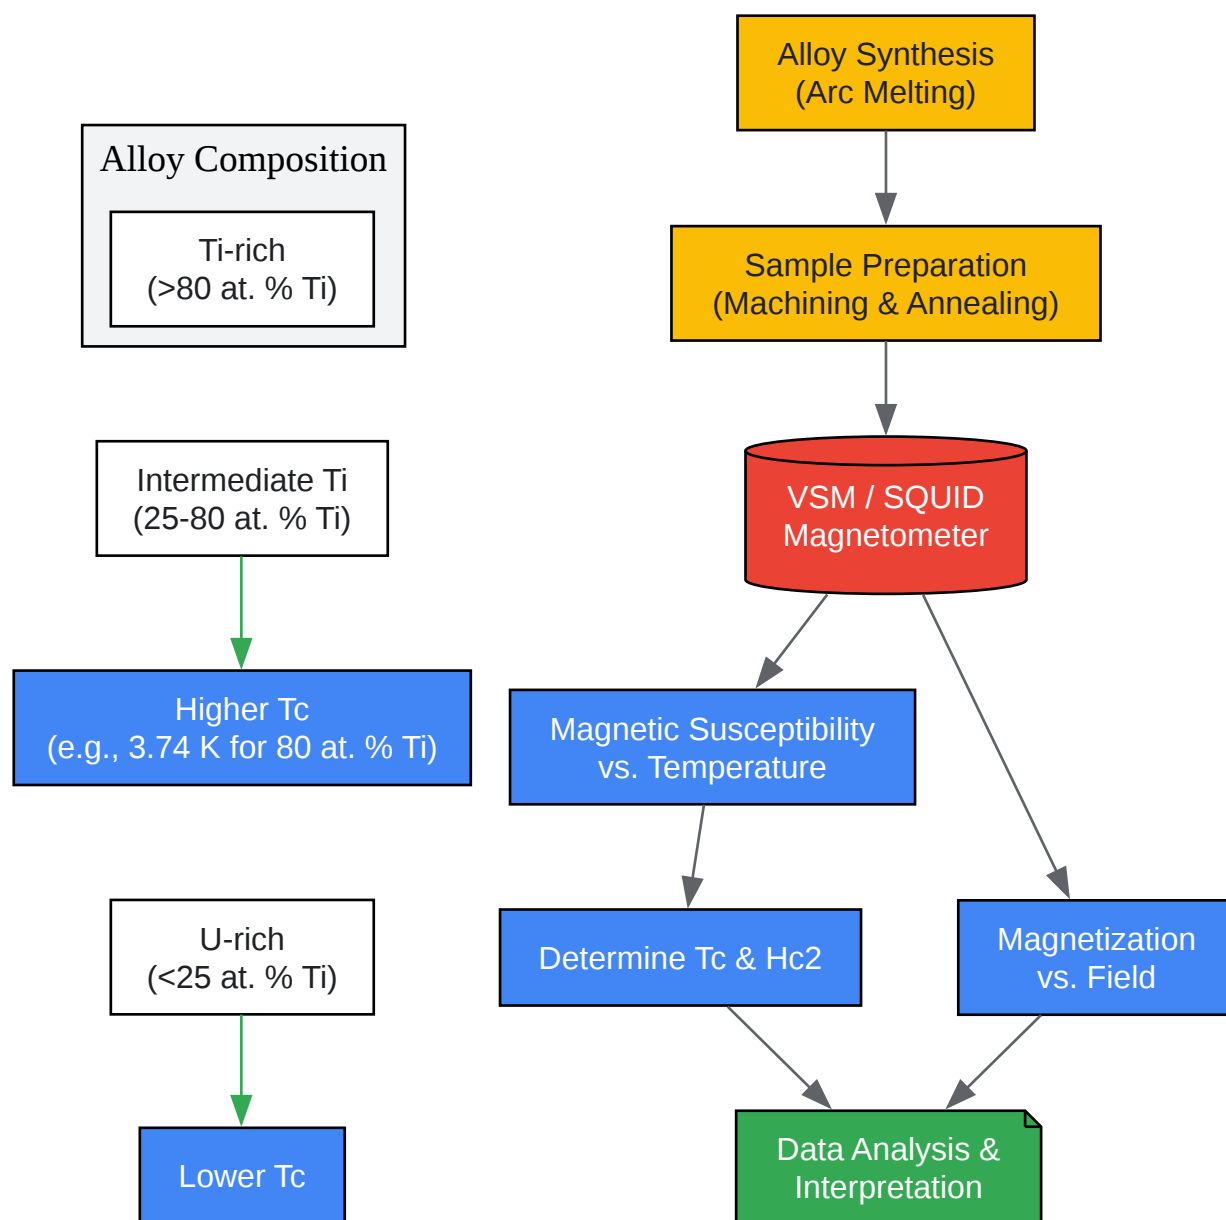 Alloy Composition
Ti-rich
(>80 at. % Ti)
Intermediate Ti
(25-80 at. % Ti)
Higher Tc
(e.g., 3.74 K for 80 at. % Ti)
U-rich
(<25 at. % Ti)
Lower Tc
Alloy Synthesis
(Arc Melting)
Sample Preparation
(Machining & Annealing)
VSM / SQUID
Magnetometer
Magnetic Susceptibility
vs. Temperature
Determine Tc & Hc2
Magnetization
vs. Field
Data Analysis &
Interpretation